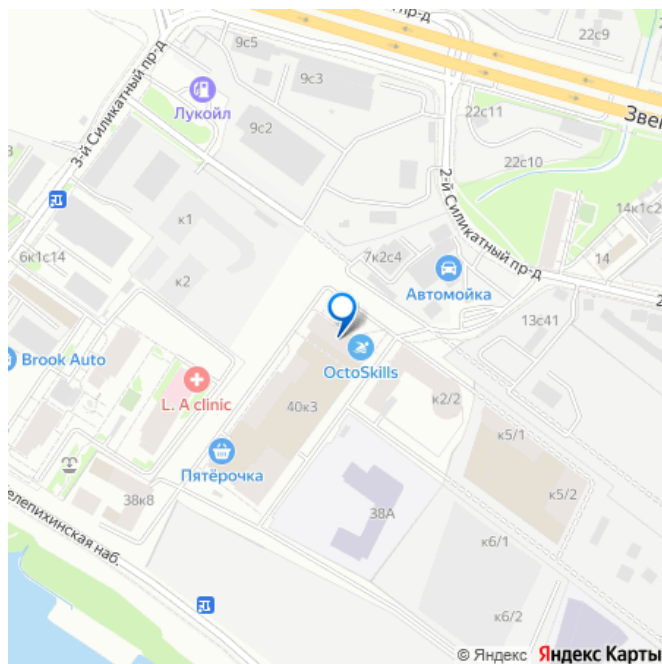 9с5
пр-д
22с9
9с3
Лукойл
22с11
Звен
3-й Силикатный пр-д
9с2
22с10
2-й Силикатный пр-д
к1
14к1с2
6к1с14
7к2с4
14
к2
Автомойка
13с41
Brook Auto
OctoSkills
L. A clinic
к2/2
40к3
к5/1
Пятёрочка
38к8
к5/2
38А
елепихинская наб.
к6/1
к6/2
© Яндекс Яндекс Карты